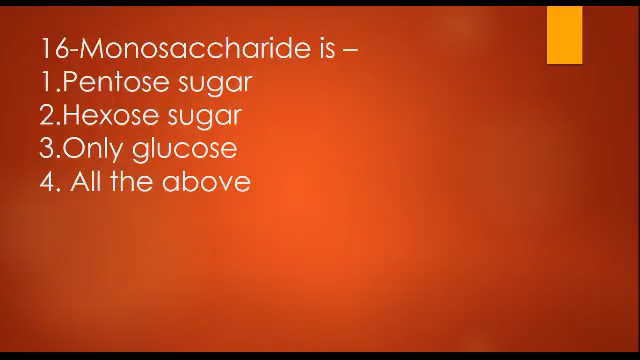 16-Monosaccharide is –
1.Pentose sugar
2.Hexose sugar
3.Only glucose
4. All the above